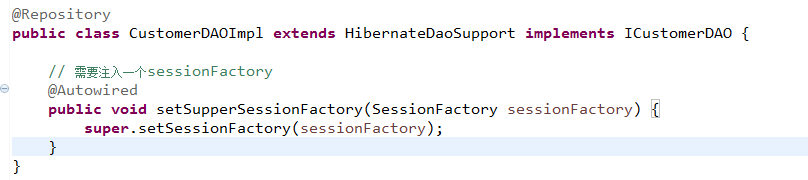 @Repository
public class CustomerDAOImpl extends HibernateDaoSupport implements ICustomerDAO {
// 需要注入一个sessionFactory
@Autowired
public void setSupperSessionFactory(SessionFactory sessionFactory) {
super.setSessionFactory(sessionFactory);
}
}